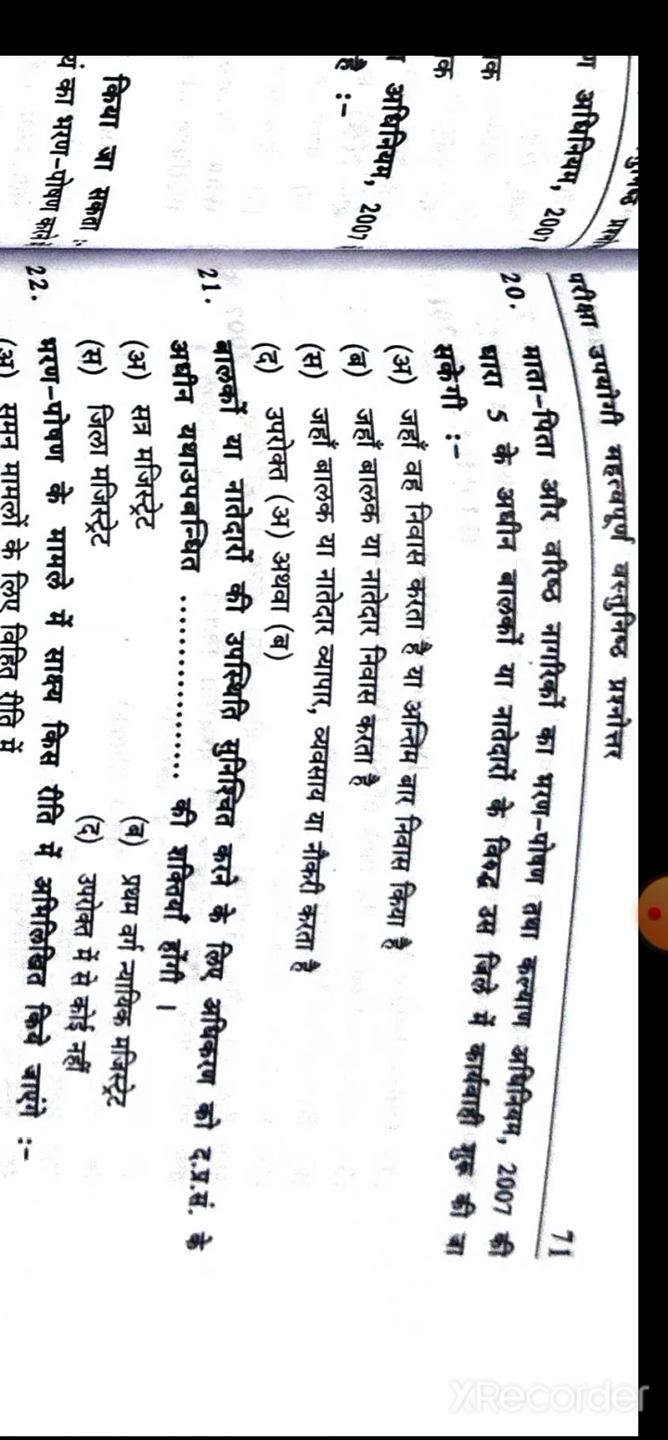 अधिनियम, 2007
अधिनियम, 2007
है :-
किया जा सकता
का भरण-पोषण करने
परीक्षा उपयोगी महत्वपूर्ण वस्तुनिष्ठ प्रश्नोत्तर 71
20. माता-पिता और वरिष्ठ नागरिकों का भरण-पोषण तथा कल्याण अधिनियम, 2007 की
धारा 5 के अधीन बालकों या नातेदारों के विरुद्ध उस जिले में कार्यवाही शुरू की जा
सकेगी :-
(अ) जहाँ वह निवास करता है या अन्तिम बार निवास किया है
(ब) जहाँ बालक या नातेदार निवास करता है
(स) जहाँ बालक या नातेदार व्यापार, व्यवसाय या नौकरी करता है
(द) उपरोक्त (अ) अथवा (ब)
21. बालकों या नातेदारों की उपस्थिति सुनिश्चित करने के लिए अधिकरण को द.प्र.सं. के
अधीन यथाउपबन्धित .................. की शक्तियाँ होंगी ।
(अ) सत्र मजिस्ट्रेट (ब) प्रथम वर्ग न्यायिक मजिस्ट्रेट
(स) जिला मजिस्ट्रेट (द) उपरोक्त में से कोई नहीं
22. भरण-पोषण के मामले में साक्ष्य किस रीति में अभिलिखित किये जाएंगे :-
(अ) समन मामलों के लिए विहित रीति में
XRecorder